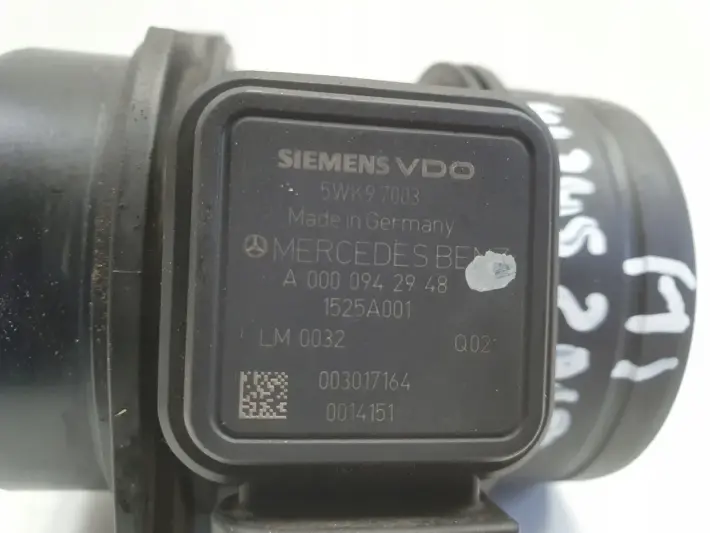 SIEMENS VDO
5WK9 7003
Made in Germany
MERCEDES BENZ
A 000 094 29 48
1525A001
LM 0032 Q02
003017164
0014151